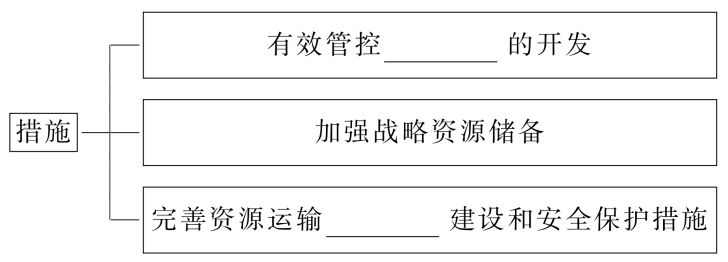 有效管控________的开发
措施
加强战略资源储备
完善资源运输________建设和安全保护措施